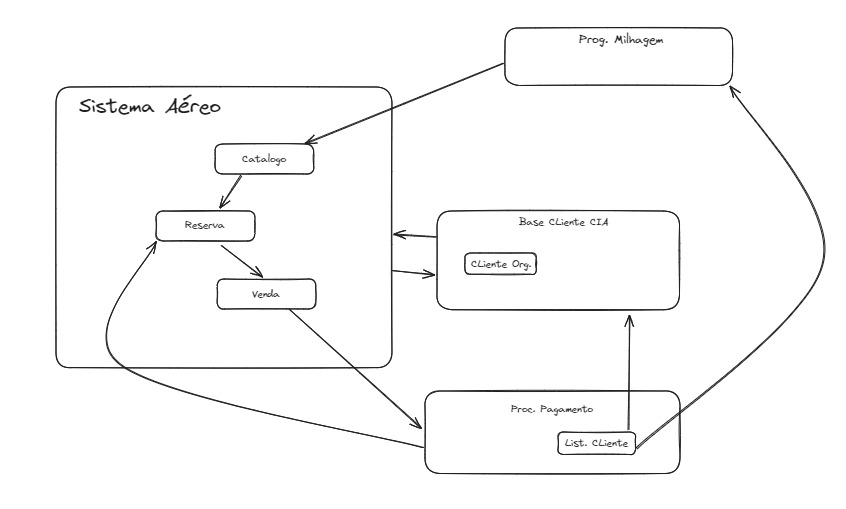 Prog. Milhagem
Sistema Aéreo
Catalogo
Reserva
Base CLiente CIA
CLiente Org.
Venda
Proc. Pagamento
List. CLiente